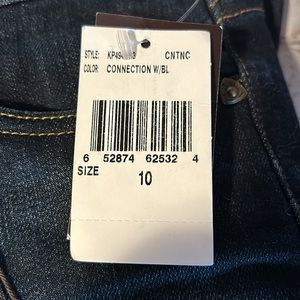 STYLE: CNTNC
COLOR: CONNECTION W/BL
6 52874 62532 4
SIZE 10